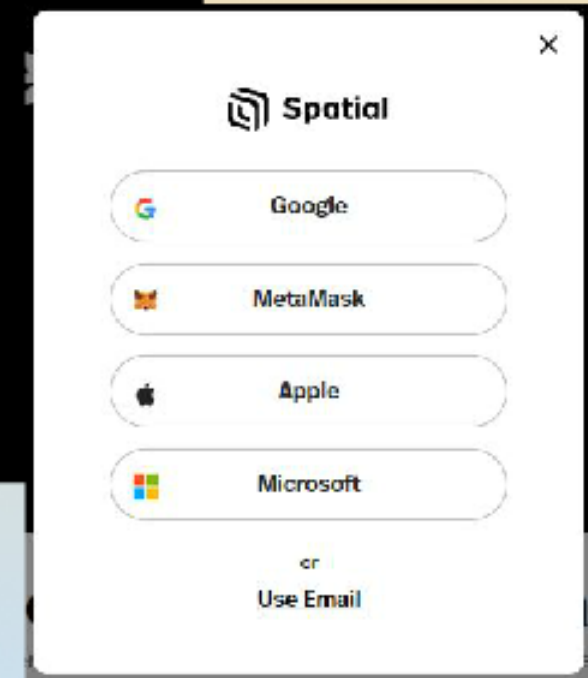 Spatial
Google
MetaMask
Apple
Microsoft
or
Use Email